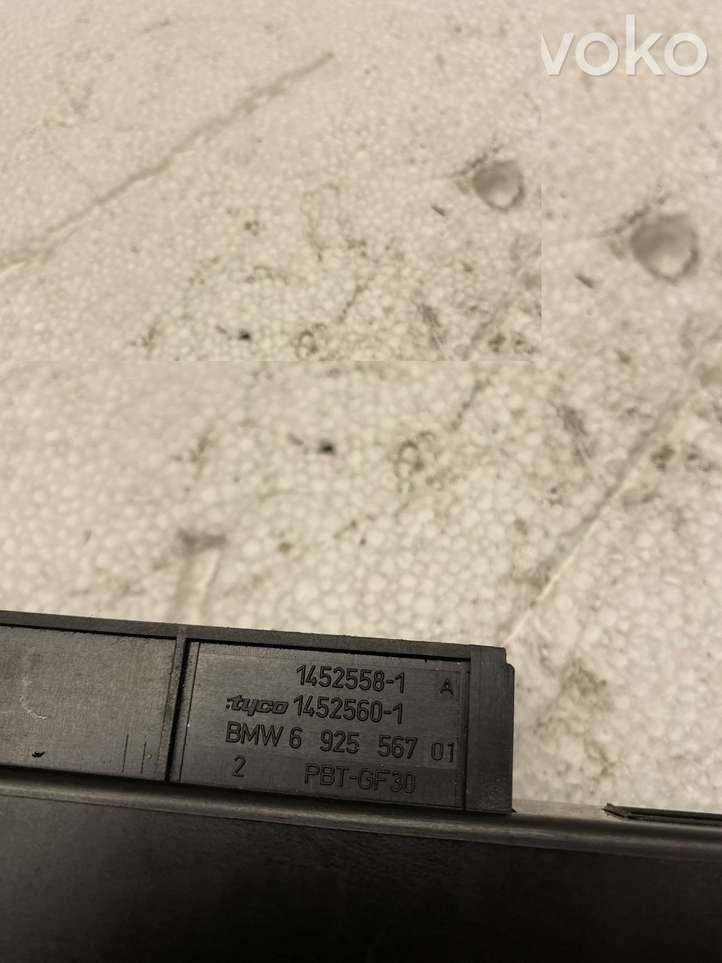 voko
1452558-1 A
tyco 1452560-1
BMW 6 925 567 01
2 PBT-GF30